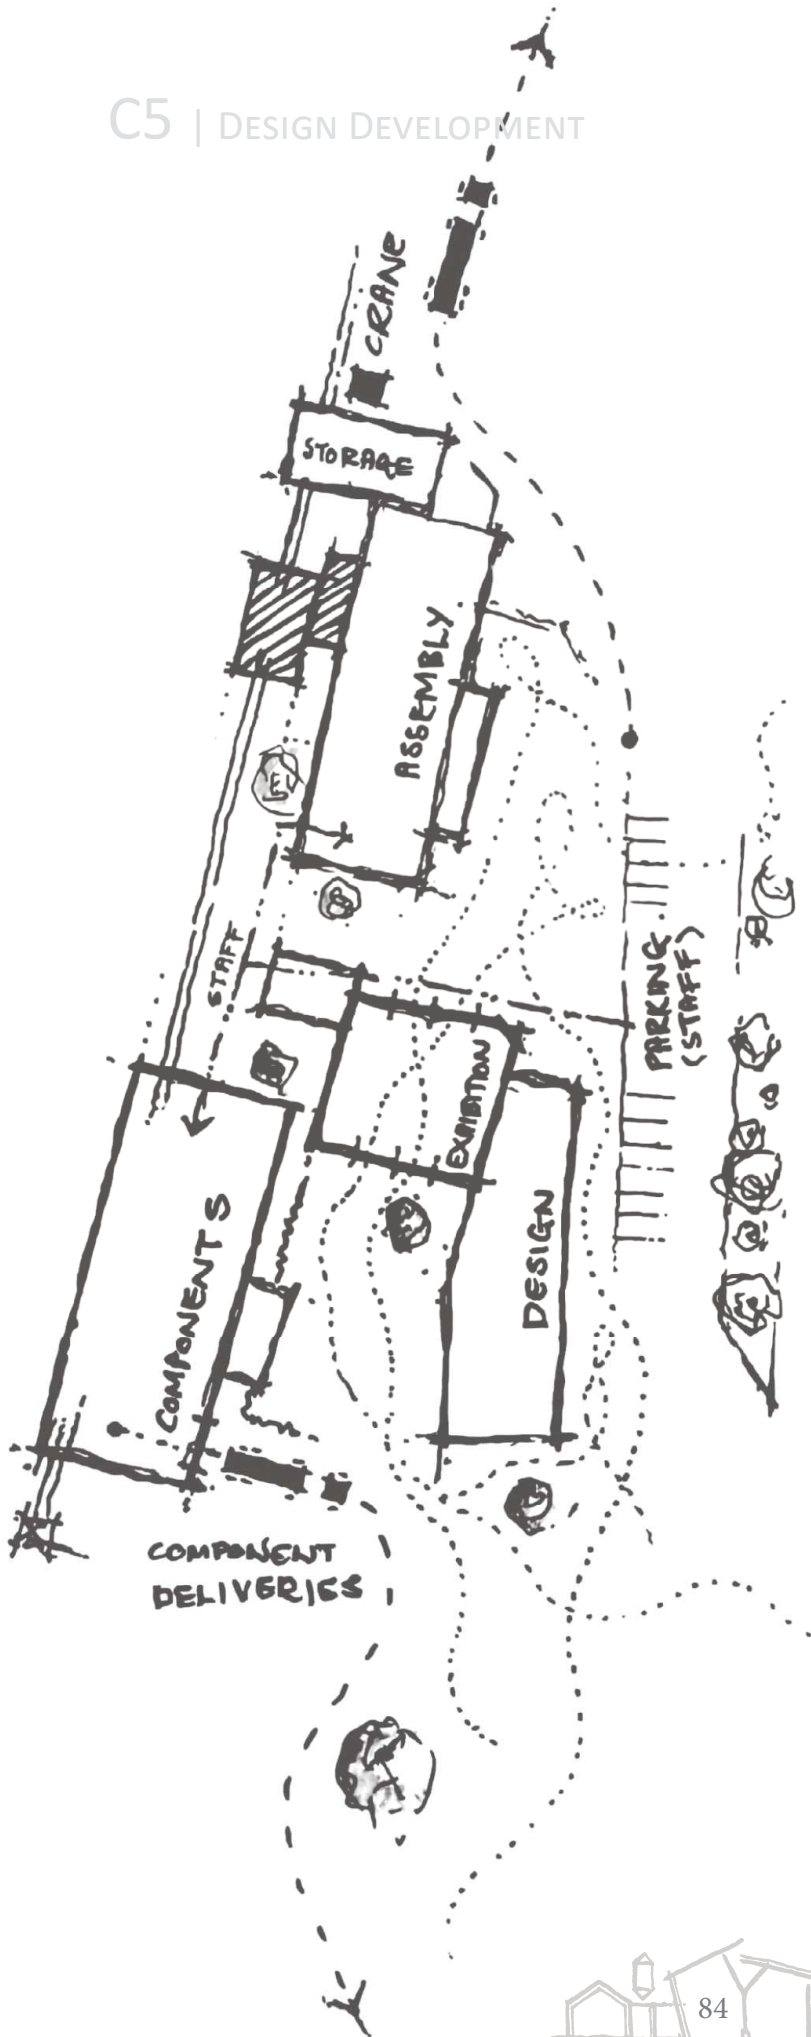 C5 | DESIGN DEVELOPMENT
CRANE
STORAGE
ASSEMBLY
STAFF
PARKING
(STAFF)
EXHIBITION
DESIGN
COMPONENTS
COMPONENT
DELIVERIES
84